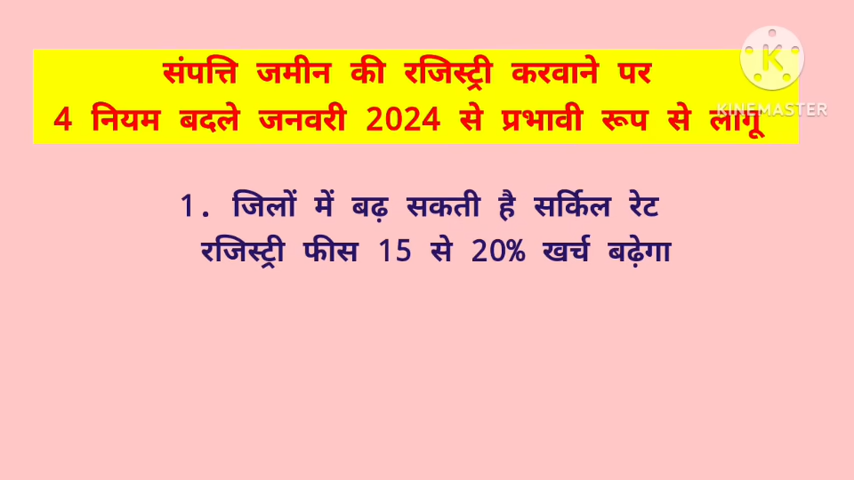 संपत्ति जमीन की रजिस्ट्री करवाने पर
4 नियम बदले जनवरी 2024 से प्रभावी रूप से लागू
K
KINEMASTER
1. जिलों में बढ़ सकती है सर्किल रेट
रजिस्ट्री फीस 15 से 20% खर्च बढ़ेगा